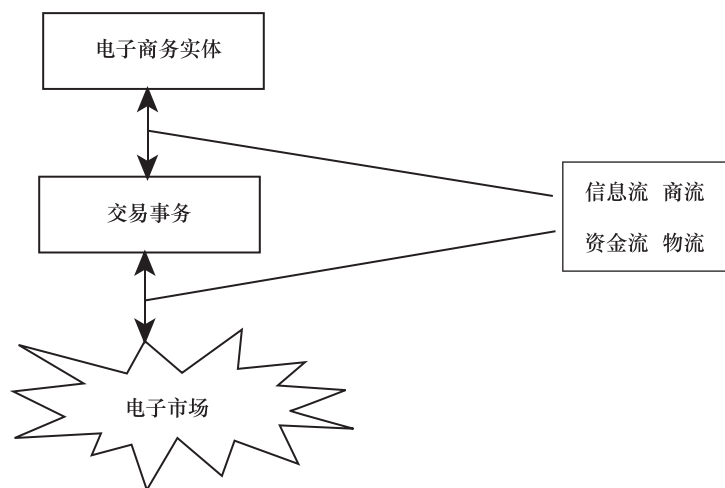 电子商务实体
交易事务
信息流 商流
资金流 物流
电子市场